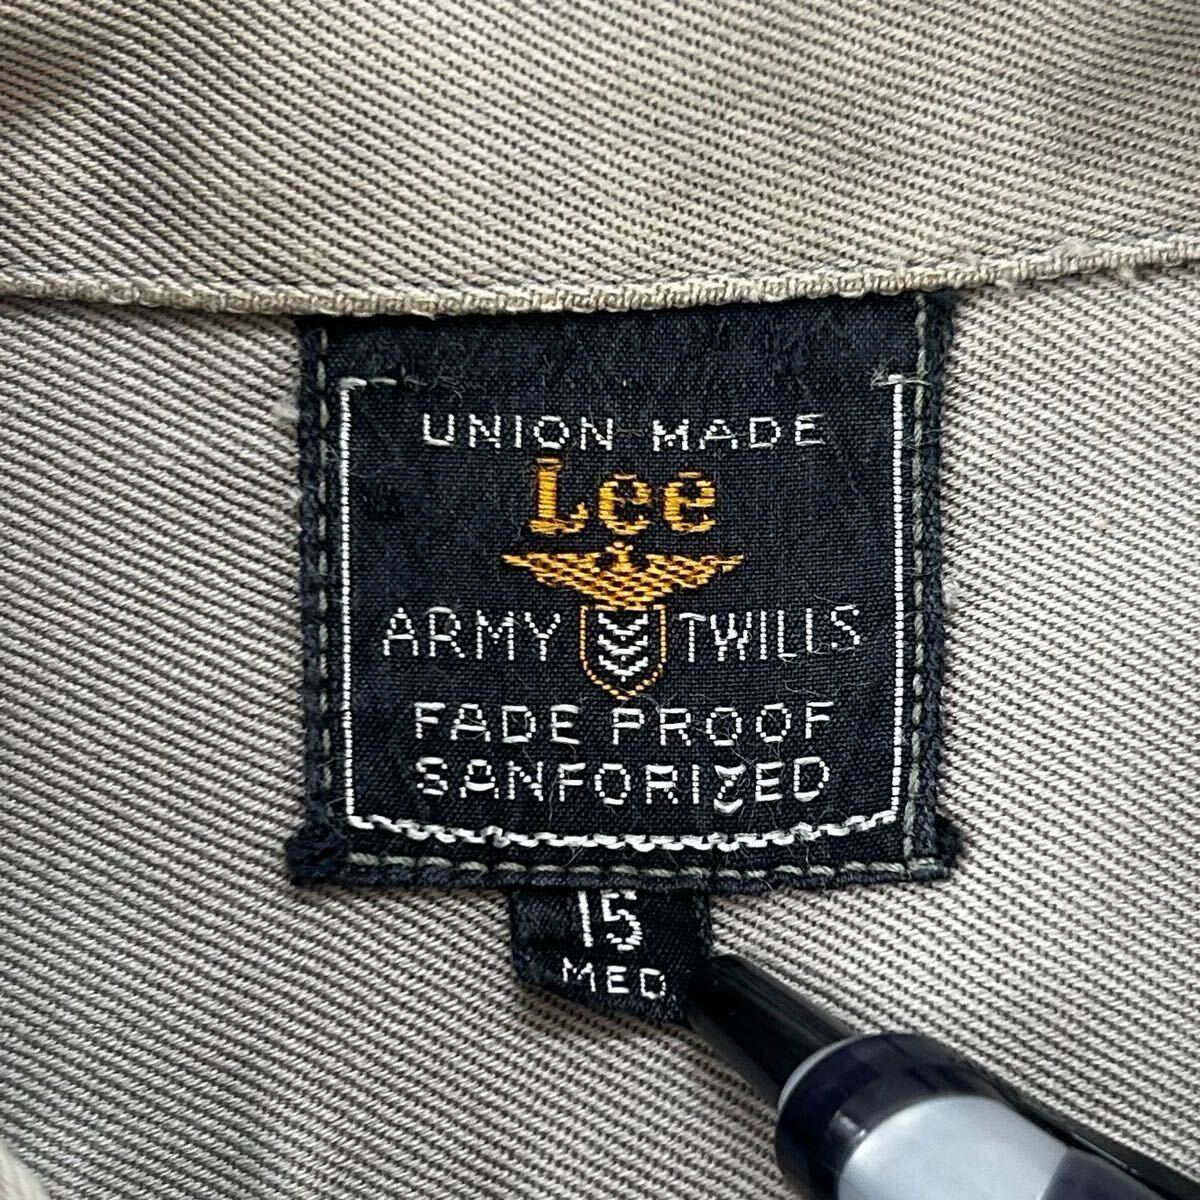 UNION-MADE
Lee
ARMY TWILLS
FADE PROOF
SANFORIZED
15
MED